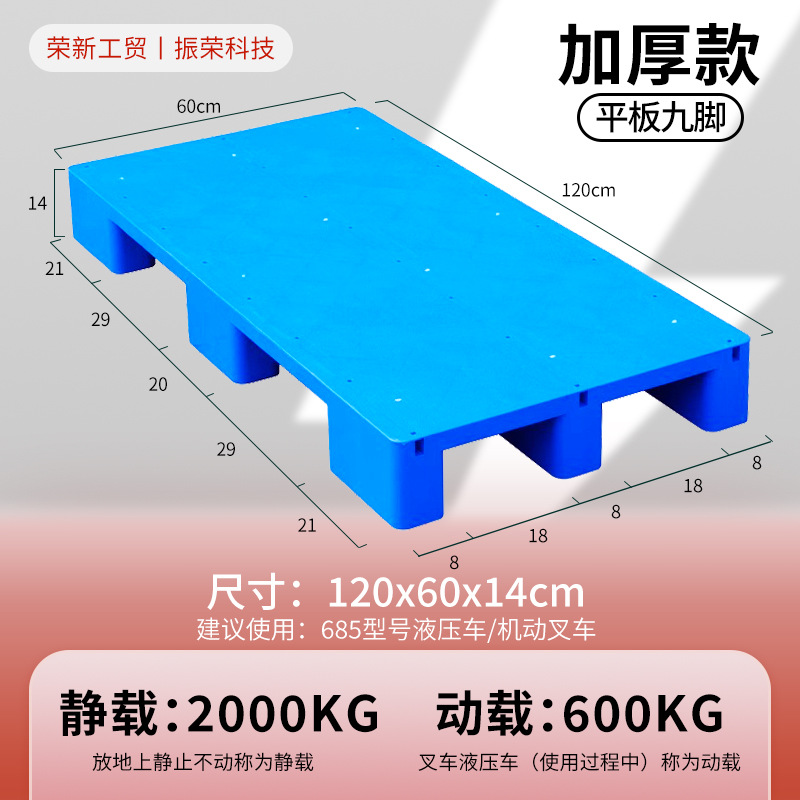 荣新工贸丨振荣科技
加厚款
平板九脚
60cm
120cm
14
21
29
20
29
21
8
18
8
18
8
尺寸：120x60x14cm
建议使用：685型号液压车/机动叉车
静载：2000KG
放地上静止不动称为静载
动载：600KG
叉车液压车（使用过程中）称为动载